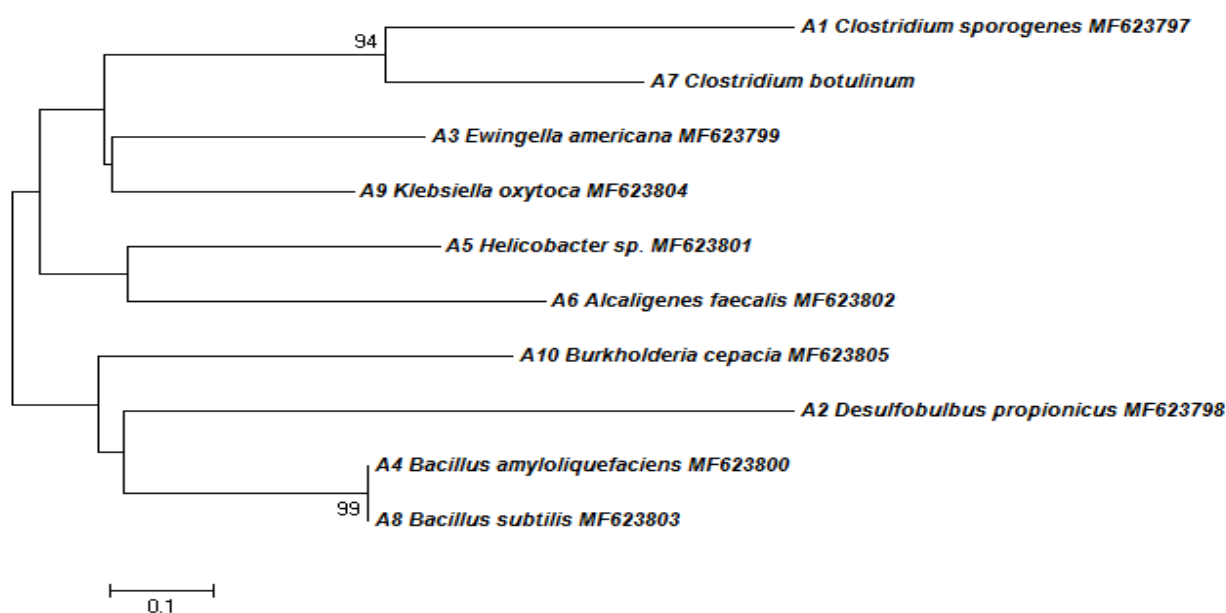 94
A1 Clostridium sporogenes MF623797
A7 Clostridium botulinum
A3 Ewingella americana MF623799
A9 Klebsiella oxytoca MF623804
A5 Helicobacter sp. MF623801
A6 Alcaligenes faecalis MF623802
A10 Burkholderia cepacia MF623805
A2 Desulfobulbus propionicus MF623798
A4 Bacillus amyloliquefaciens MF623800
99
A8 Bacillus subtilis MF623803
0.1